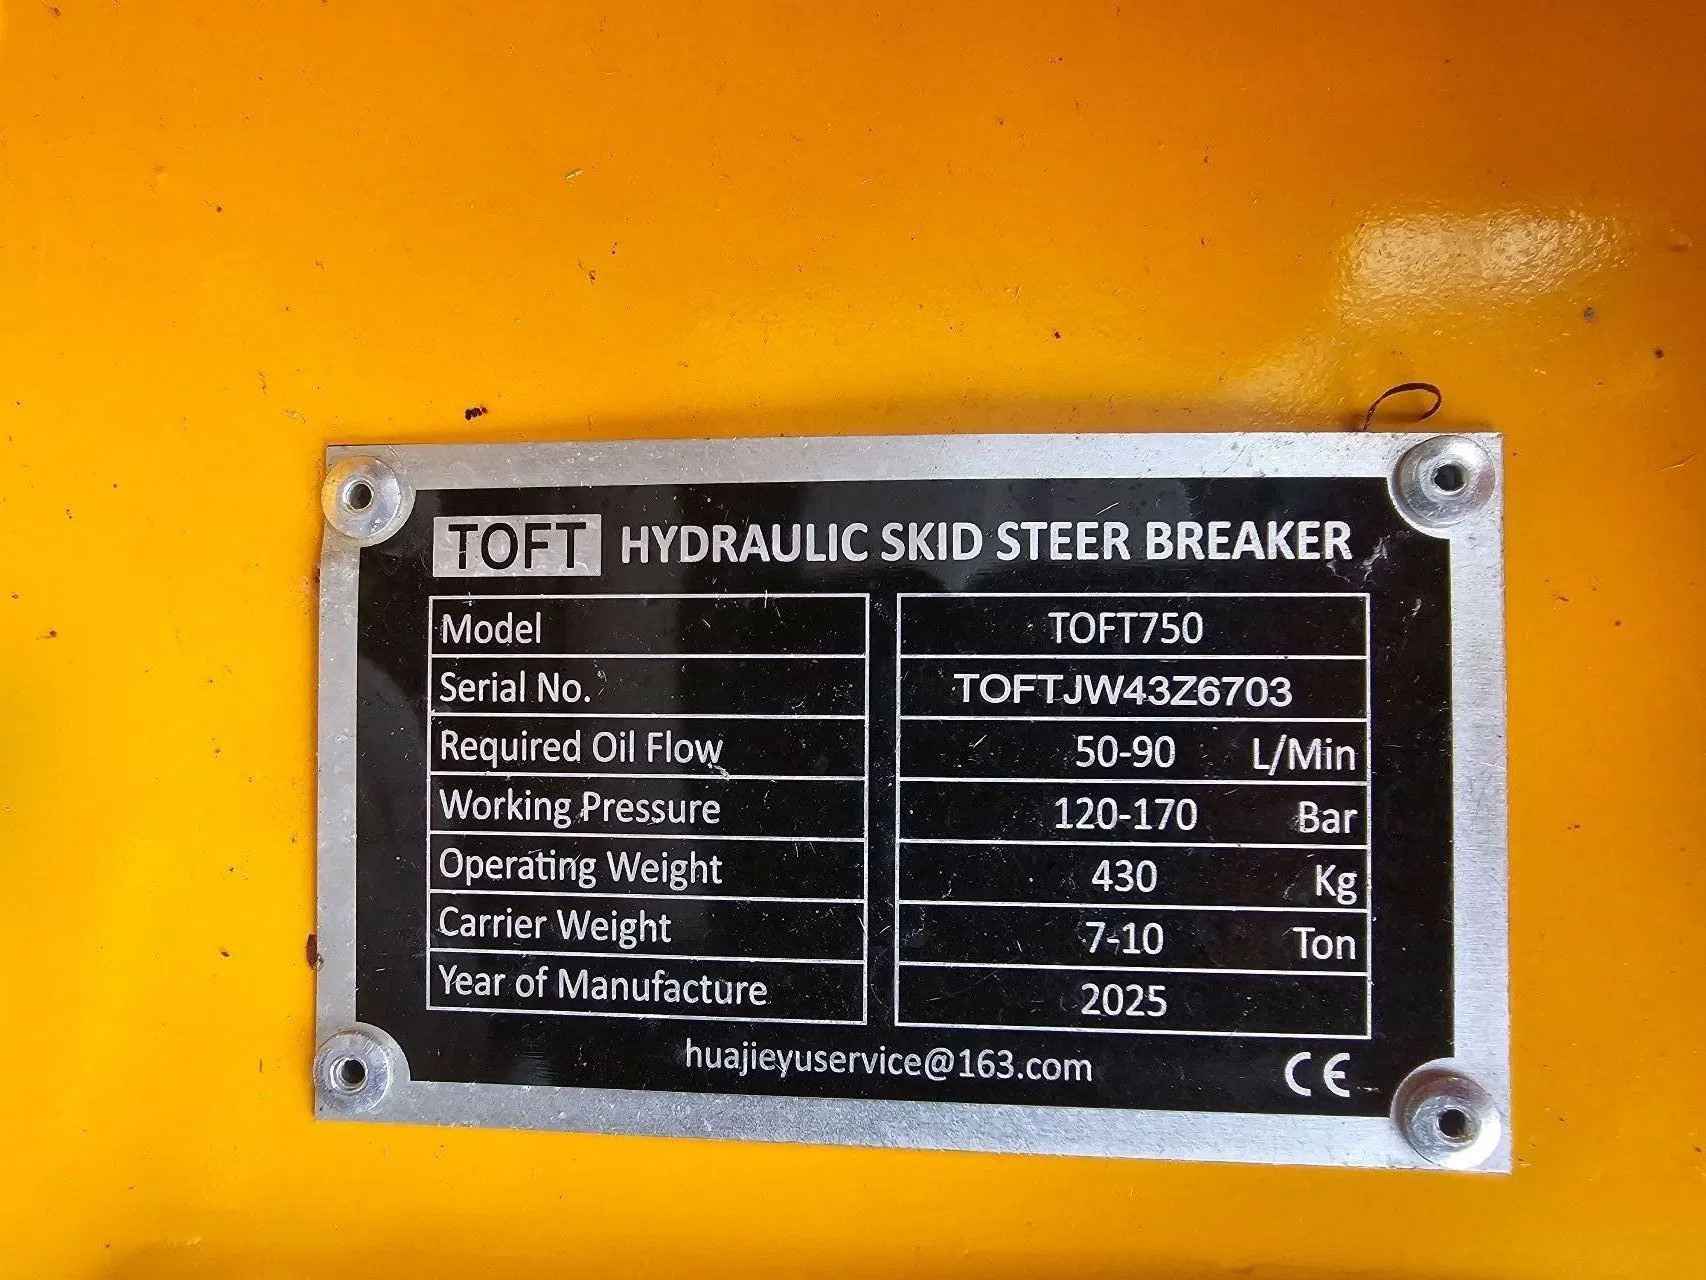 TOFT HYDRAULIC SKID STEER BREAKER
Model TOFT750
Serial No. TOFTJW43Z6703
Required Oil Flow 50-90 L/Min
Working Pressure 120-170 Bar
Operating Weight 430 Kg
Carrier Weight 7-10 Ton
Year of Manufacture 2025
huajieyuservice@163.com CE